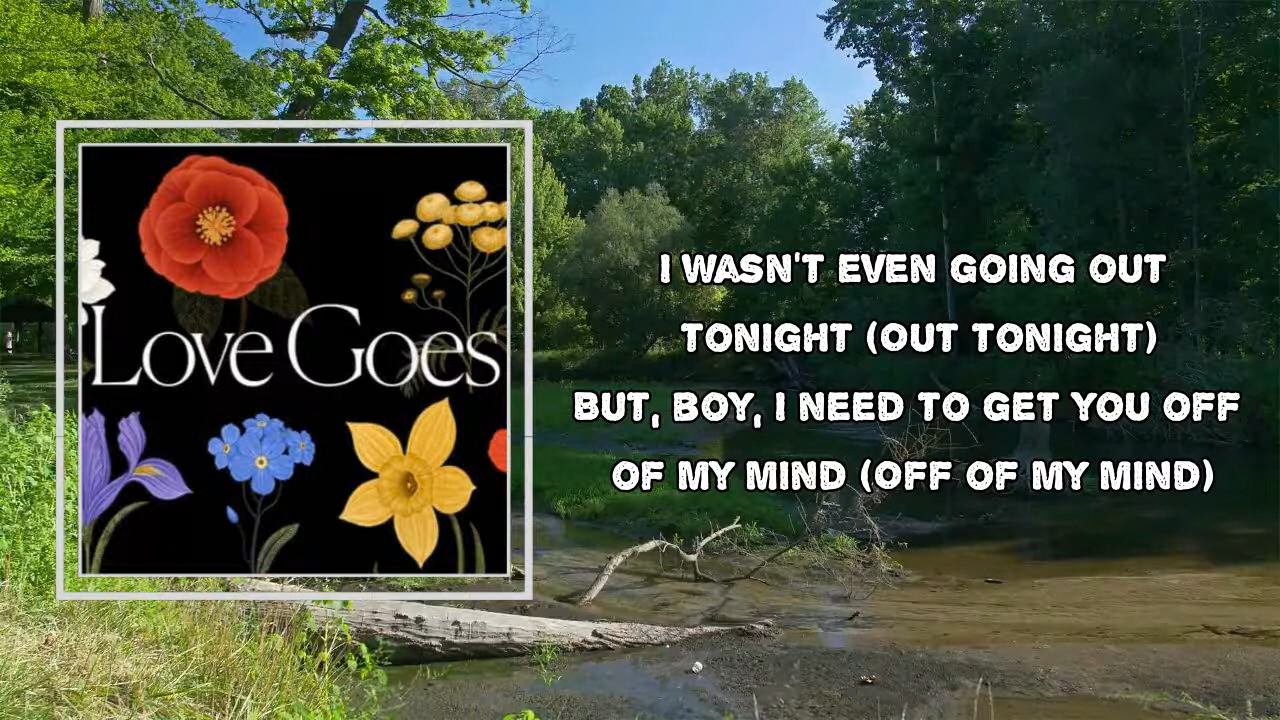 Love Goes
I WASN'T EVEN GOING OUT
TONIGHT (OUT TONIGHT)
BUT, BOY, I NEED TO GET YOU OFF
OF MY MIND (OFF OF MY MIND)